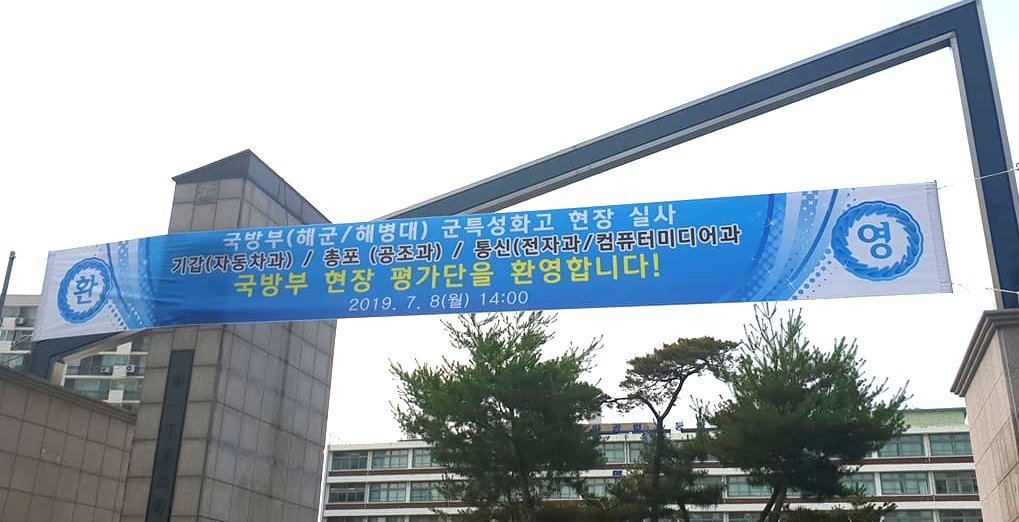 환
국방부(해군/해병대) 군특성화고 현장 실사
기갑(자동차과) / 총포 (공조과) / 통신(전자과/컴퓨터미디어과
국방부 현장 평가단을 환영합니다!
2019. 7. 8(월) 14:00
영